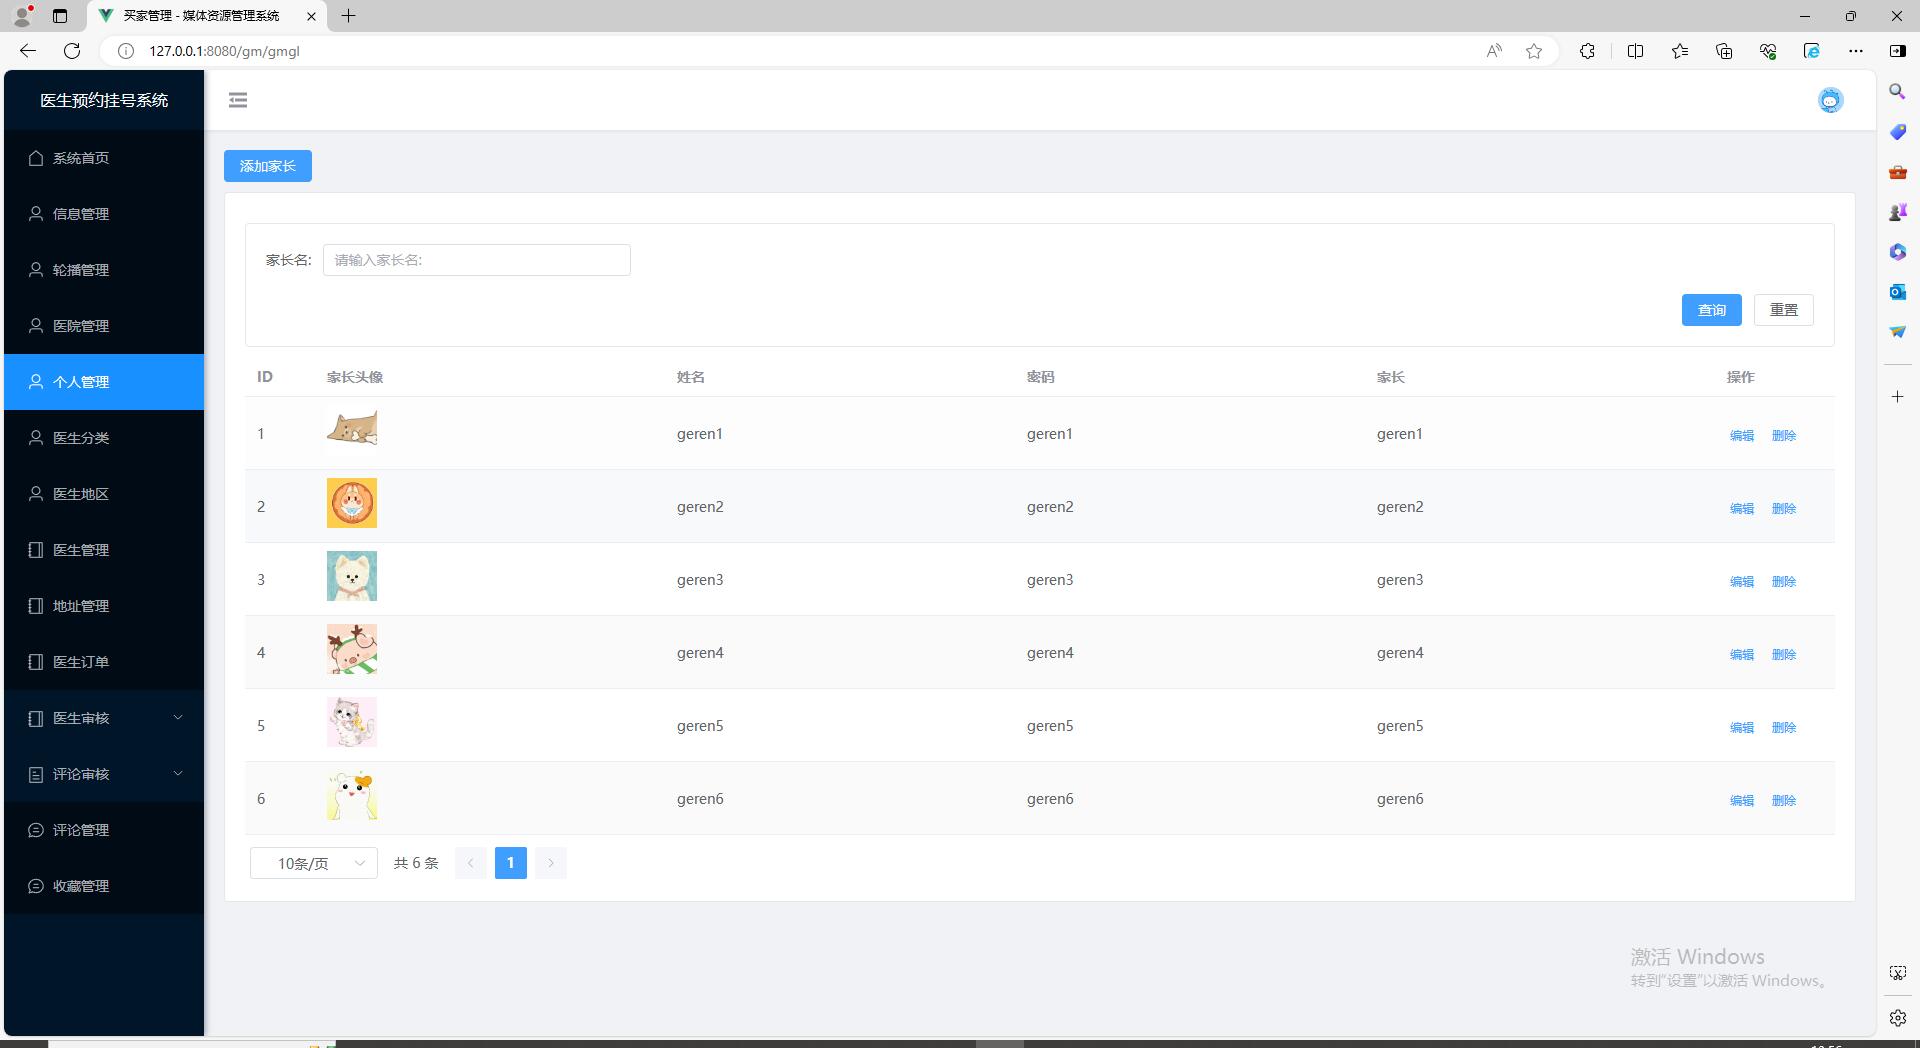 买家管理 - 媒体资源管理系统
127.0.0.1:8080/gm/gmgl
医生预约挂号系统
系统首页
信息管理
轮播管理
医院管理
个人管理
医生分类
医生地区
医生管理
地址管理
医生订单
医生审核
评论审核
评论管理
收藏管理
添加家长
家长名: 请输入家长名:
查询 重置
ID 家长头像 姓名 密码 家长 操作
1 geren1 geren1 geren1 编辑 删除
2 geren2 geren2 geren2 编辑 删除
3 geren3 geren3 geren3 编辑 删除
4 geren4 geren4 geren4 编辑 删除
5 geren5 geren5 geren5 编辑 删除
6 geren6 geren6 geren6 编辑 删除
10条/页 共 6 条 1
激活 Windows
转到"设置"以激活 Windows。